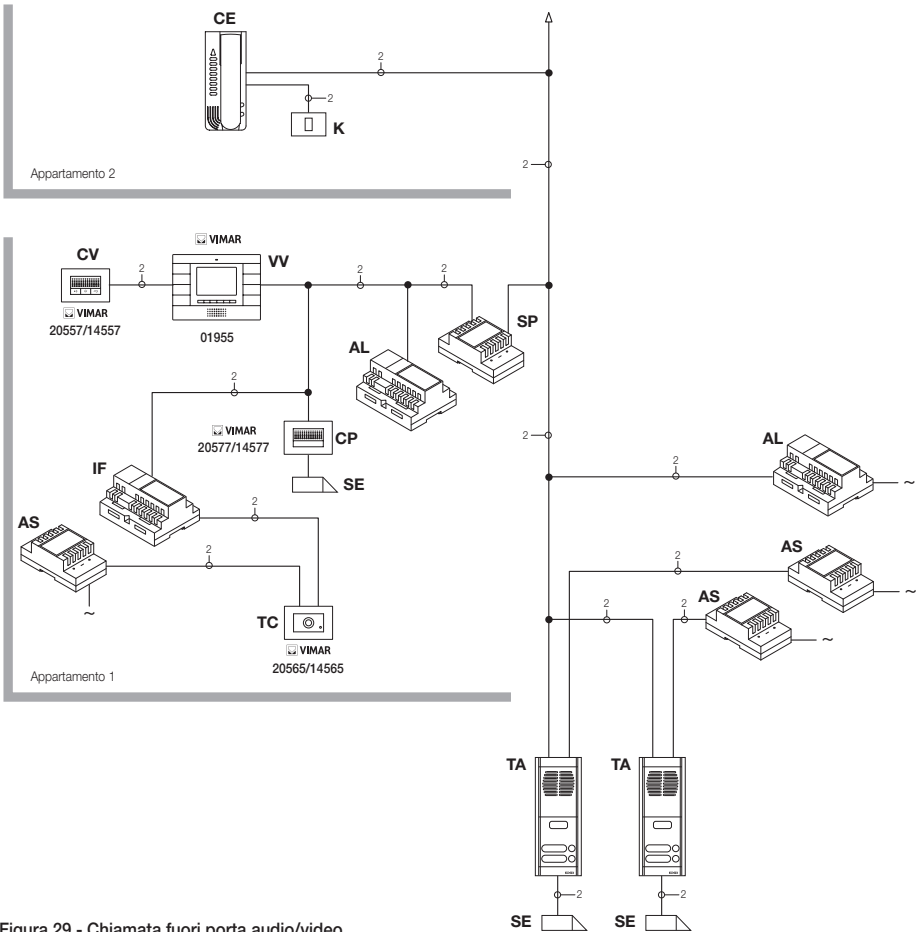 CE
2
2
K
2
Appartamento 2
VIMAR
CV
2
VV
2
2
SP
VIMAR
20557/14557
01955
AL
2
VIMAR
20577/14577
CP
2
AL
2
~
IF
SE
2
AS
2
2
AS
~
~
2
2
AS
~
TC
VIMAR
20565/14565
Appartamento 1
TA
TA
2
2
SE
SE
Figura 29 - Chiamata fuori porta audio/video